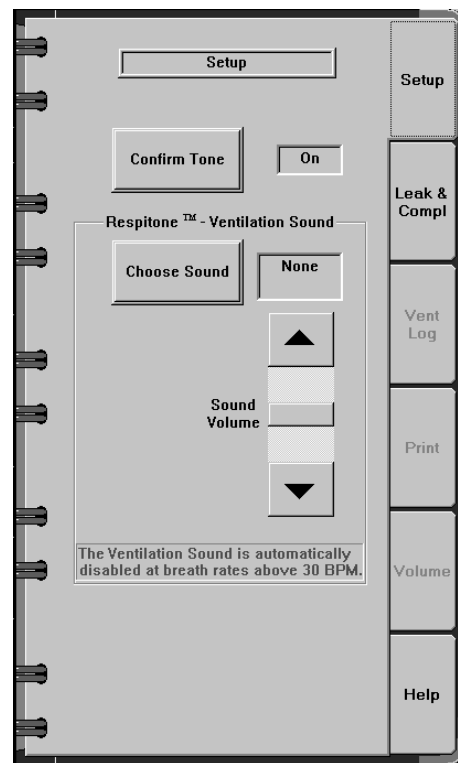 Setup
Confirm Tone
On
Respitone ™ - Ventilation Sound
Choose Sound
None
Sound
Volume
The Ventilation Sound is automatically
disabled at breath rates above 30 BPM.
Setup
Leak &
Compl
Vent
Log
Print
Volume
Help